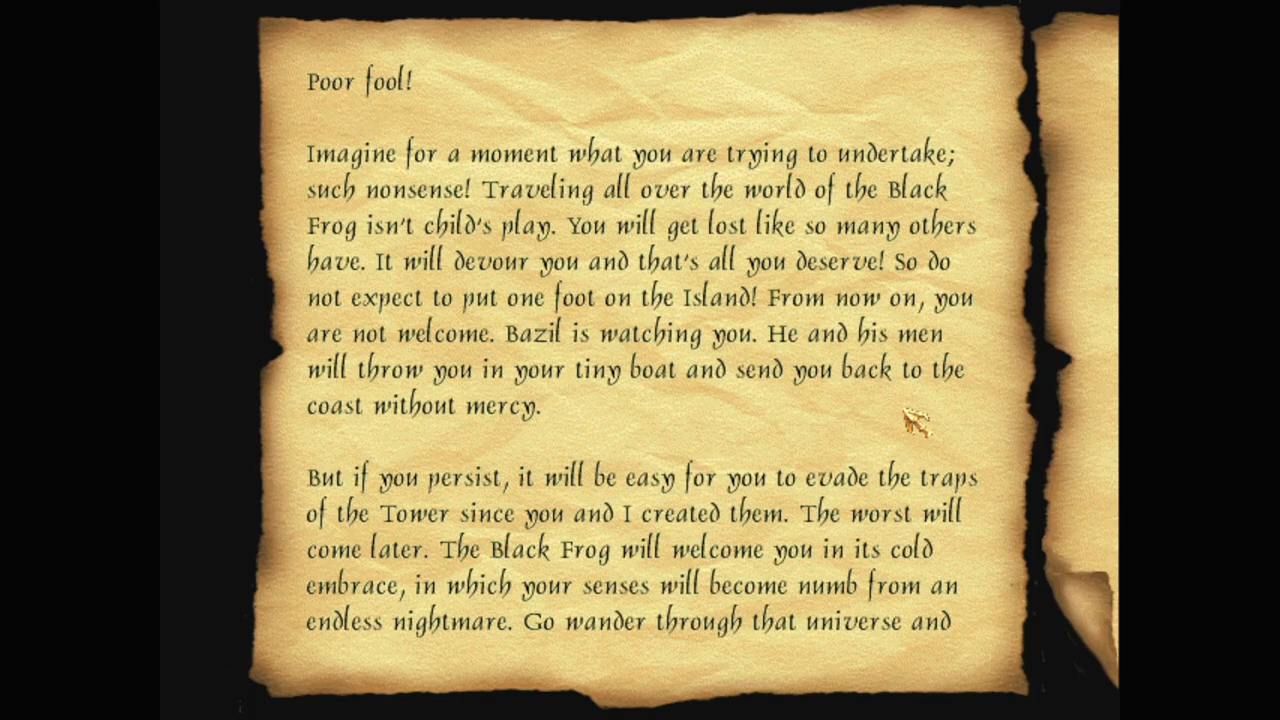 Poor fool!
Imagine for a moment what you are trying to undertake;
such nonsense! Traveling all over the world of the Black
Frog isn't child's play. You will get lost like so many others
have. It will devour you and that's all you deserve! So do
not expect to put one foot on the Island! From now on, you
are not welcome. Bazil is watching you. He and his men
will throw you in your tiny boat and send you back to the
coast without mercy.
But if you persist, it will be easy for you to evade the traps
of the Tower since you and I created them. The worst will
come later. The Black Frog will welcome you in its cold
embrace, in which your senses will become numb from an
endless nightmare. Go wander through that universe and